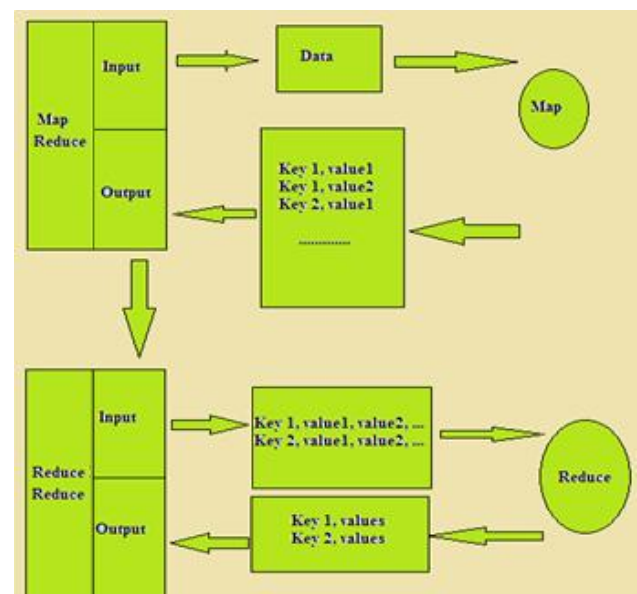 Map
Reduce
Input
Output
Data
Map
Key 1, value1
Key 1, value2
Key 2, value1
..............
Reduce
Reduce
Input
Output
Key 1, value1, value2, ...
Key 2, value1, value2, ...
Reduce
Key 1, values
Key 2, values